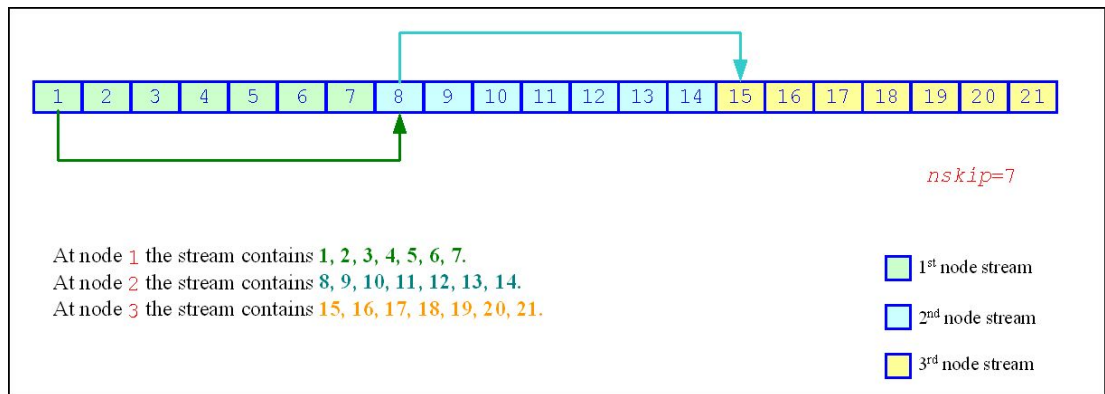 1 2 3 4 5 6 7 8 9 10 11 12 13 14 15 16 17 18 19 20 21
nskip=7
At node 1 the stream contains 1, 2, 3, 4, 5, 6, 7.
At node 2 the stream contains 8, 9, 10, 11, 12, 13, 14.
At node 3 the stream contains 15, 16, 17, 18, 19, 20, 21.
1st node stream
2nd node stream
3rd node stream